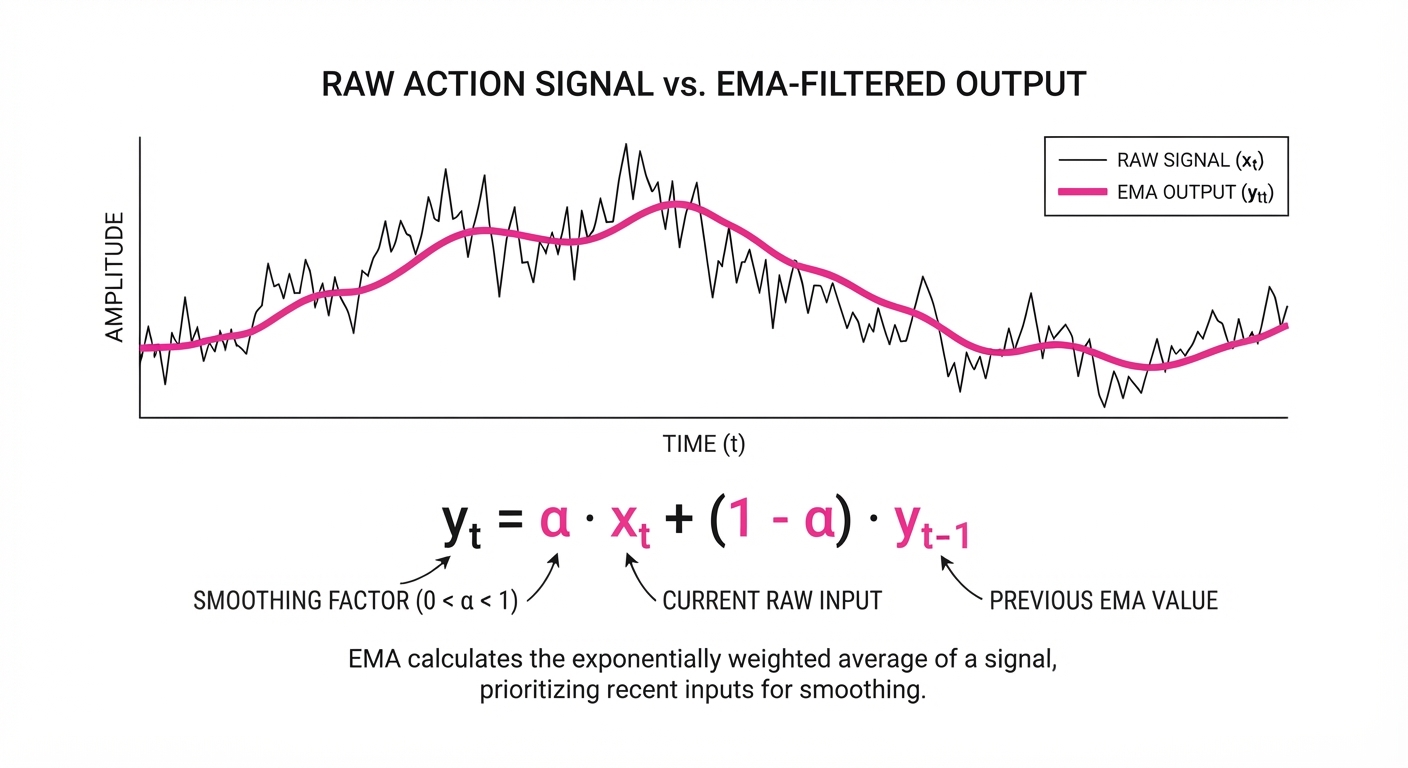 RAW ACTION SIGNAL vs. EMA-FILTERED OUTPUT
RAW SIGNAL (xₜ)
EMA OUTPUT (yₜₜ)
AMPLITUDE
TIME (t)
yₜ = α · xₜ + (1 - α) · yₜ₋₁
SMOOTHING FACTOR (0 < α < 1)
CURRENT RAW INPUT
PREVIOUS EMA VALUE
EMA calculates the exponentially weighted average of a signal,
prioritizing recent inputs for smoothing.